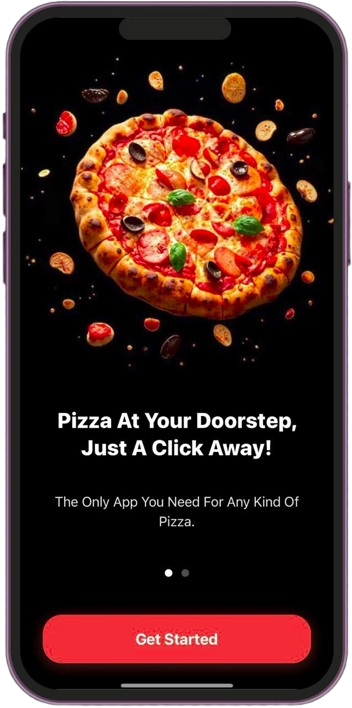 Pizza At Your Doorstep,
Just A Click Away!
The Only App You Need For Any Kind Of
Pizza.
Get Started